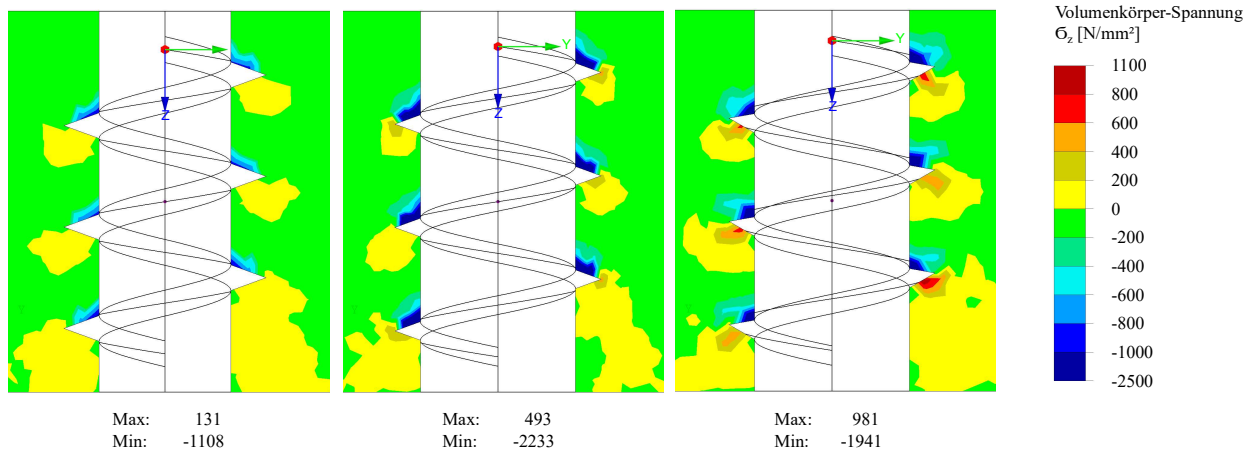 Volumenkörper-Spannung
σz [N/mm²]
1100
800
600
400
200
0
-200
-400
-600
-800
-1000
-2500
Z
Y
Z
Z
Max: 131
Min: -1108
Max: 493
Min: -2233
Max: 981
Min: -1941